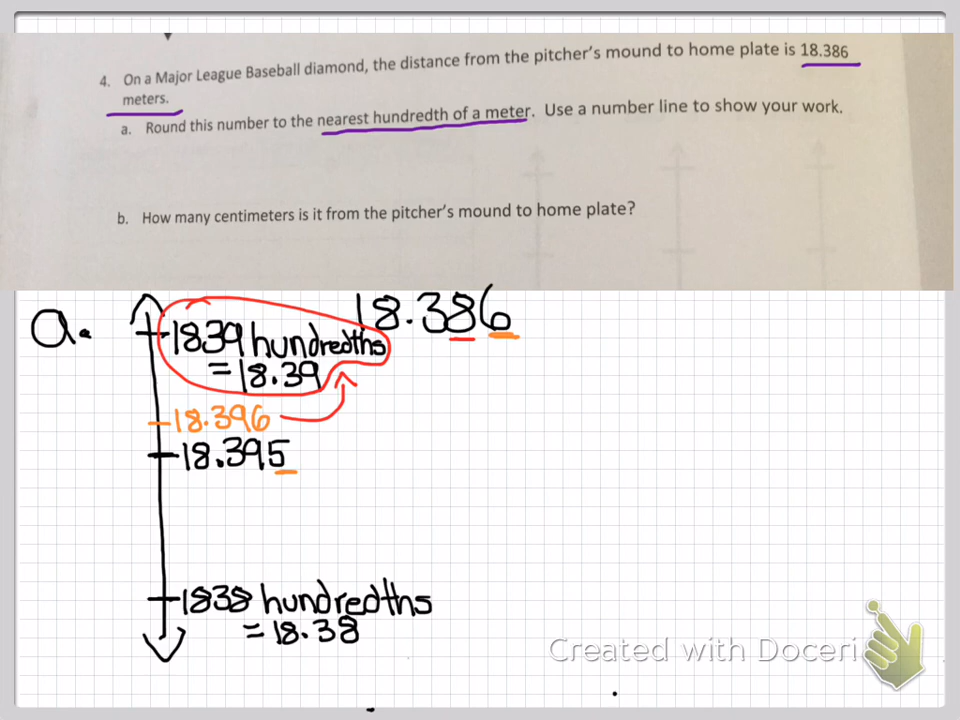 4. On a Major League Baseball diamond, the distance from the pitcher's mound to home plate is 18.386
meters.
a. Round this number to the nearest hundredth of a meter. Use a number line to show your work.
b. How many centimeters is it from the pitcher's mound to home plate?
a.
18.386
1839 hundredths
= 18.39
18.396
18.395
1838 hundredths
= 18.38
Created with Doceri